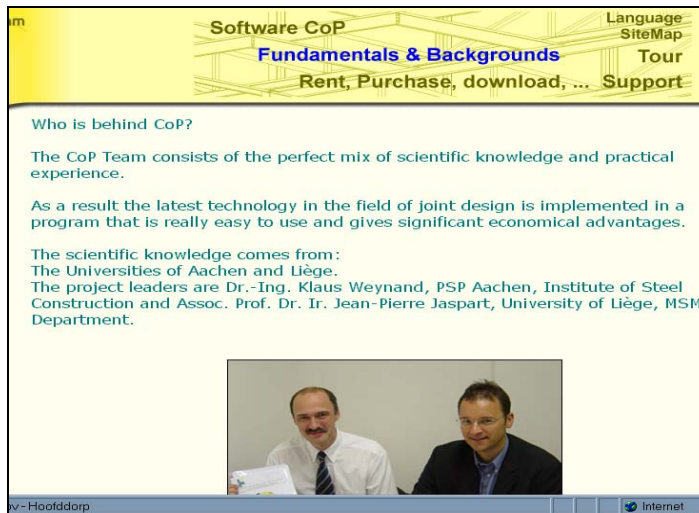 am
Software CoP
Language
SiteMap
Fundamentals & Backgrounds
Tour
Rent, Purchase, download, ...
Support
Who is behind CoP?
The CoP Team consists of the perfect mix of scientific knowledge and practical
experience.
As a result the latest technology in the field of joint design is implemented in a
program that is really easy to use and gives significant economical advantages.
The scientific knowledge comes from:
The Universities of Aachen and Liège.
The project leaders are Dr.-Ing. Klaus Weynand, PSP Aachen, Institute of Steel
Construction and Assoc. Prof. Dr. Ir. Jean-Pierre Jaspart, University of Liège, MSM
Department.
ov - Hoofddorp
Internet